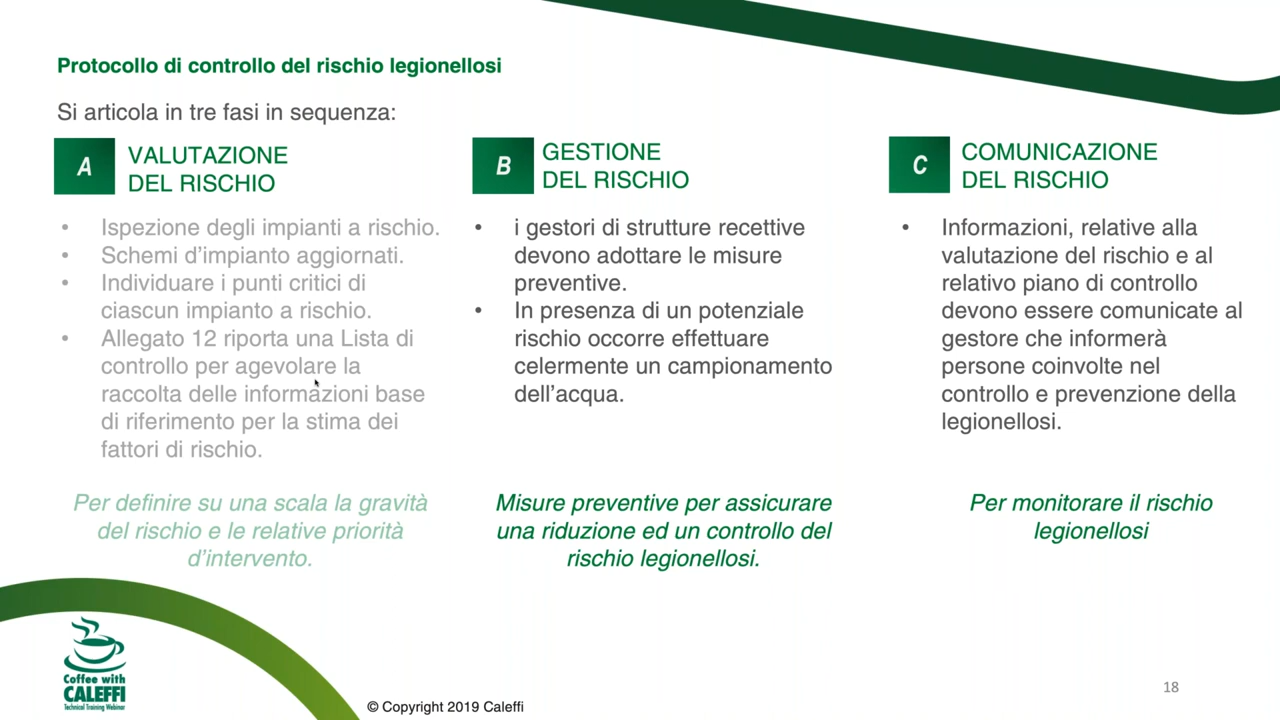 Protocollo di controllo del rischio legionellosi
Si articola in tre fasi in sequenza:
A
VALUTAZIONE
DEL RISCHIO
• Ispezione degli impianti a rischio.
• Schemi d'impianto aggiornati.
• Individuare i punti critici di
ciascun impianto a rischio.
• Allegato 12 riporta una Lista di
controllo per agevolare la
raccolta delle informazioni base
di riferimento per la stima dei
fattori di rischio.
Per definire su una scala la gravità
del rischio e le relative priorità
d'intervento.
B
GESTIONE
DEL RISCHIO
• i gestori di strutture recettive
devono adottare le misure
preventive.
• In presenza di un potenziale
rischio occorre effettuare
celermente un campionamento
dell'acqua.
Misure preventive per assicurare
una riduzione ed un controllo del
rischio legionellosi.
C
COMUNICAZIONE
DEL RISCHIO
• Informazioni, relative alla
valutazione del rischio e al
relativo piano di controllo
devono essere comunicate al
gestore che informerà
persone coinvolte nel
controllo e prevenzione della
legionellosi.
Per monitorare il rischio
legionellosi
Coffee with
CALEFFI
Technical Training Webinar
© Copyright 2019 Caleffi
18